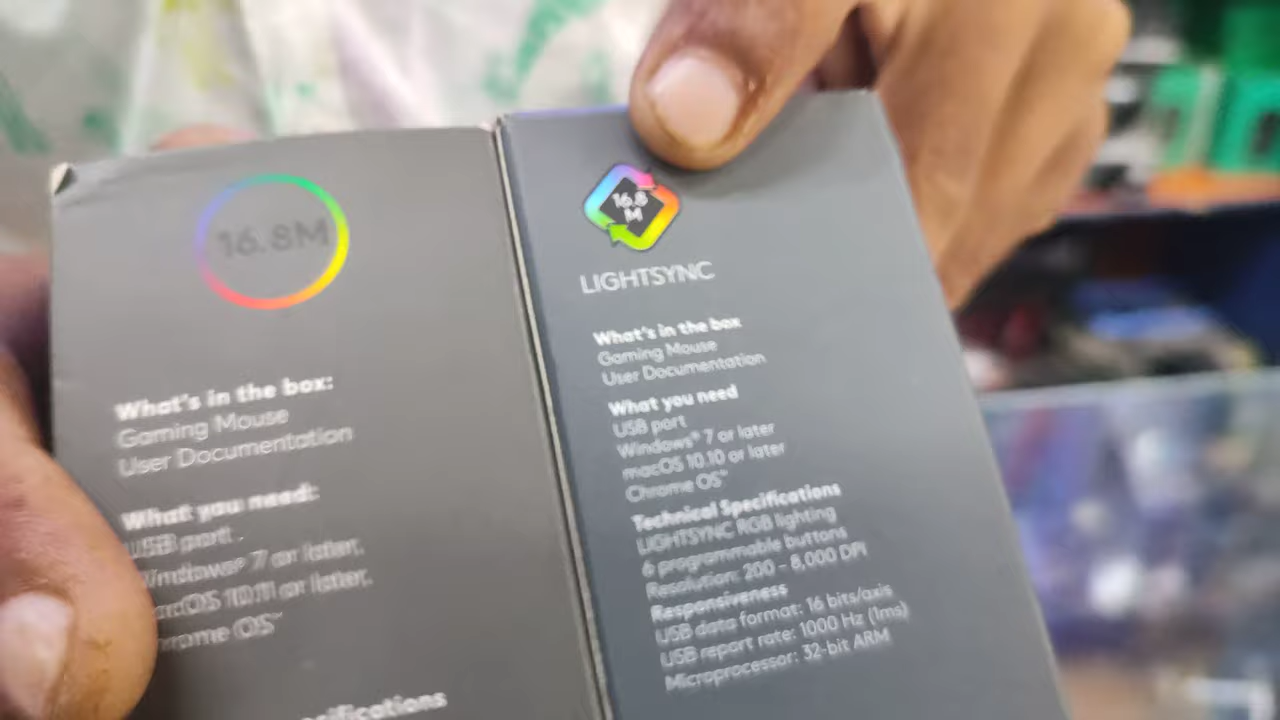 16.8M
What's in the box:
Gaming Mouse
User Documentation
What you need:
USB port.
Windows® 7 or later,
macOS 10.11 or later,
Chrome OS™
16.8
M
LIGHTSYNC
What's in the box
Gaming Mouse
User Documentation
What you need
USB port
Windows® 7 or later
macOS 10.10 or later
Chrome OS™
Technical Specifications
LIGHTSYNC RGB lighting
6 programmable buttons
Resolution: 200 – 8,000 DPI
Responsiveness
USB data format: 16 bits/axis
USB report rate: 1000 Hz (1ms)
Microprocessor: 32-bit ARM